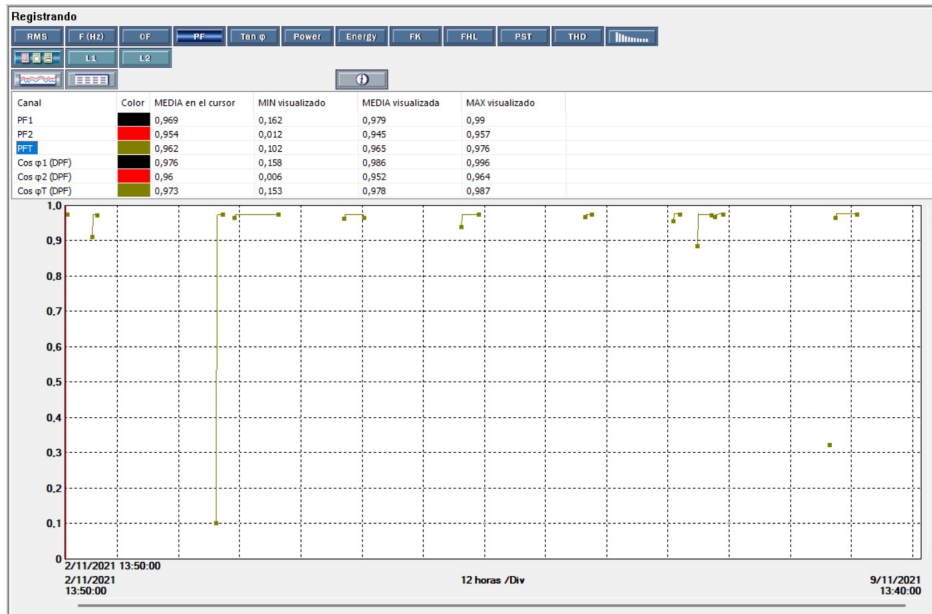 Registrando
RMS F (HZ) CF PF Tan φ Power Energy FK FHL PST THD
L1 L2
Canal Color MEDIA en el cursor MIN visualizado MEDIA visualizada MAX visualizado
PF1 0,969 0,162 0,979 0,99
PF2 0,954 0,012 0,945 0,957
PFT 0,962 0,102 0,965 0,976
Cos φ1 (DPF) 0,976 0,158 0,986 0,996
Cos φ2 (DPF) 0,96 0,006 0,952 0,964
Cos φT (DPF) 0,973 0,153 0,978 0,987
1.0
0,9
0,8
0,7
0,6
0,5
0,4
0,3
0,2
0,1
0
2/11/2021 13:50:00
2/11/2021 12 horas /Div 9/11/2021
13:50:00 13:40:00